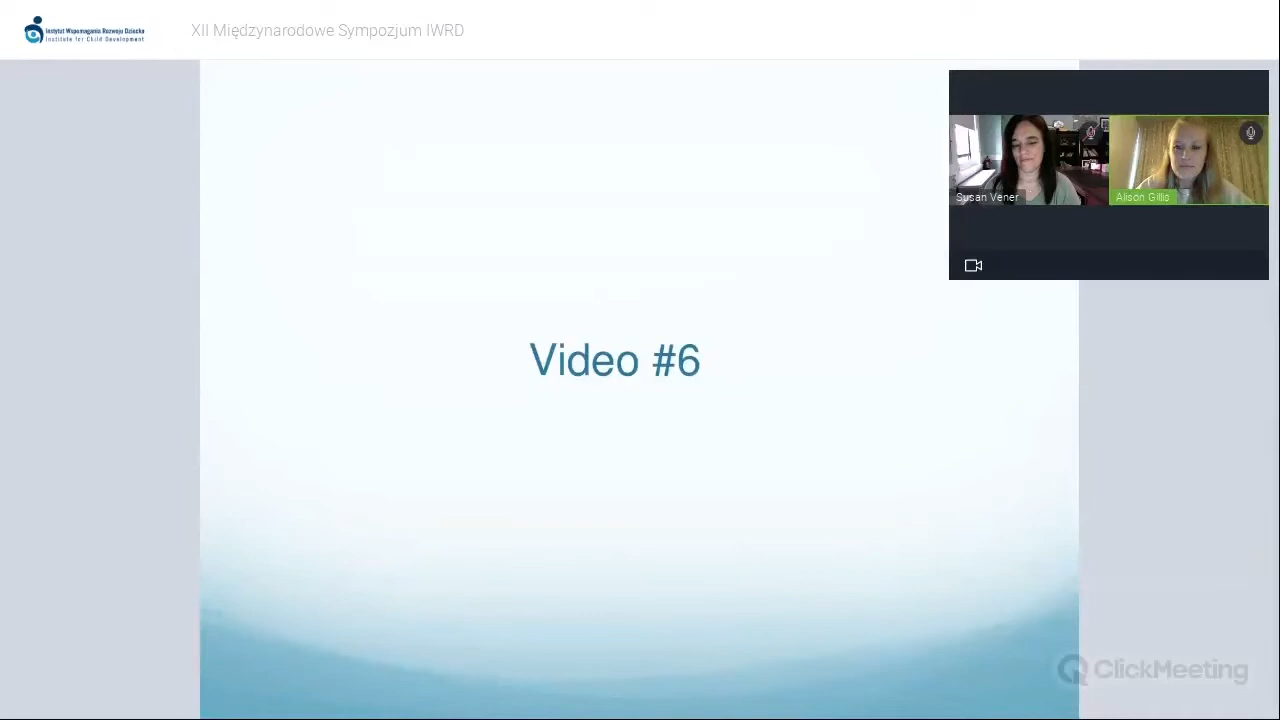 Instytut Wspomagania Rozwoju Dziecka
Institute for Child Development
XII Międzynarodowe Sympozjum IWRD
Susan Vener
Alison Gillis
Video #6
ClickMeeting